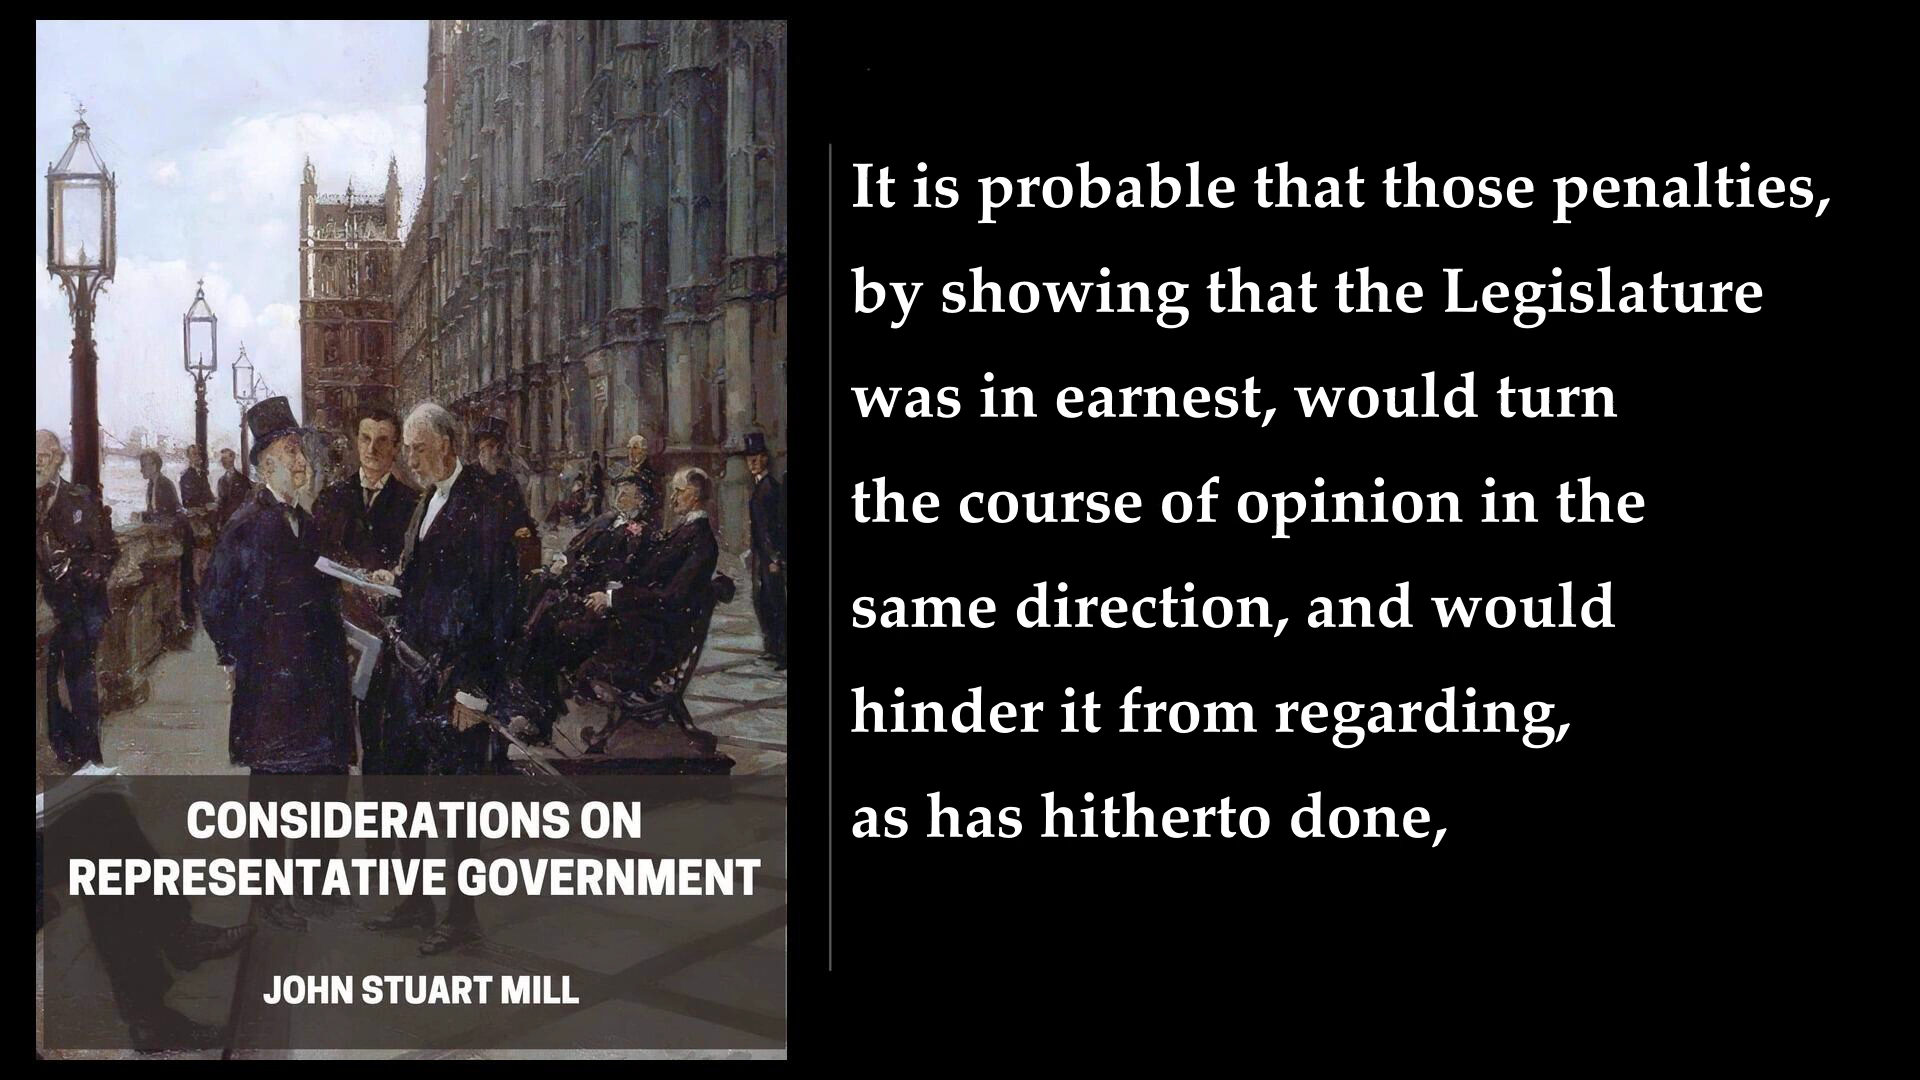 CONSIDERATIONS ON
REPRESENTATIVE GOVERNMENT
JOHN STUART MILL
It is probable that those penalties,
by showing that the Legislature
was in earnest, would turn
the course of opinion in the
same direction, and would
hinder it from regarding,
as has hitherto done,